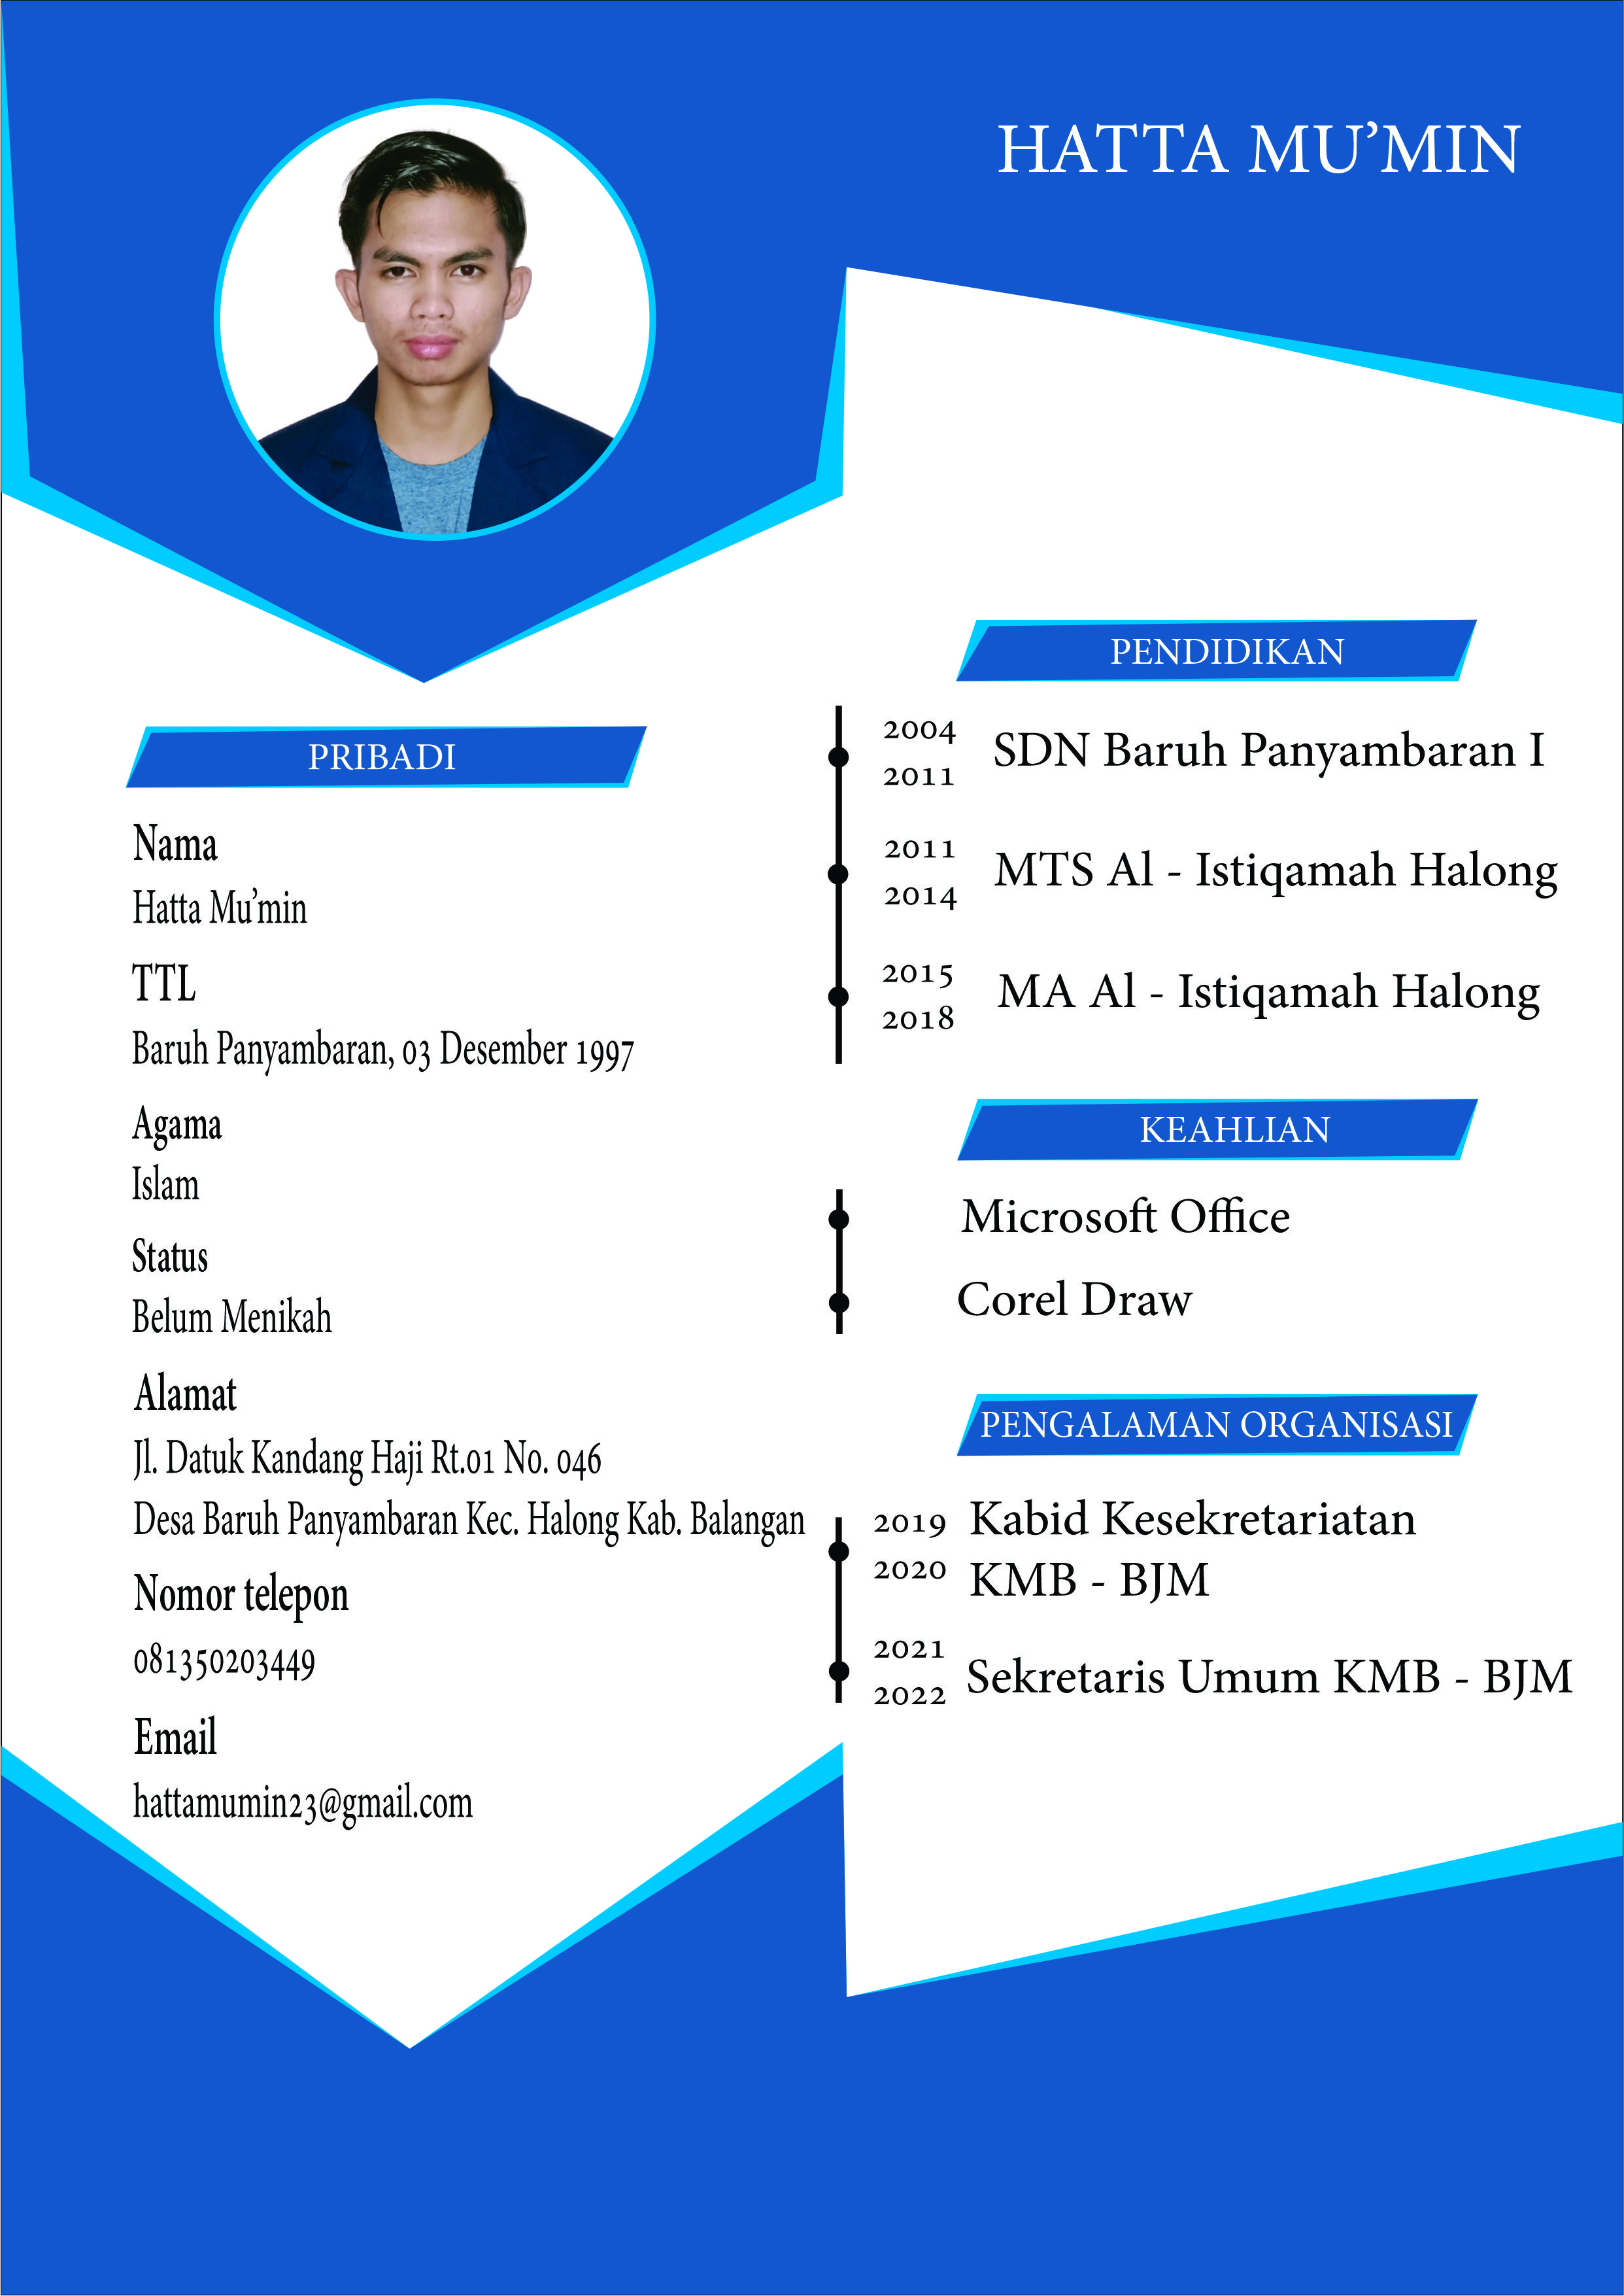 HATTA MU’MIN
PRIBADI
Nama
Hatta Mu’min
TTL
Baruh Panyambaran, 03 Desember 1997
Agama
Islam
Status
Belum Menikah
Alamat
Jl. Datuk Kandang Haji Rt.01 No. 046
Desa Baruh Panyambaran Kec. Halong Kab. Balangan
Nomor telepon
081350203449
Email
hattamumin23@gmail.com
PENDIDIKAN
2004
2011
SDN Baruh Panyambaran I
2011
2014
MTS Al - Istiqamah Halong
2015
2018
MA Al - Istiqamah Halong
KEAHLIAN
Microsoft Office
Corel Draw
PENGALAMAN ORGANISASI
2019
2020
Kabid Kesekretariatan
KMB - BJM
2021
2022
Sekretaris Umum KMB - BJM